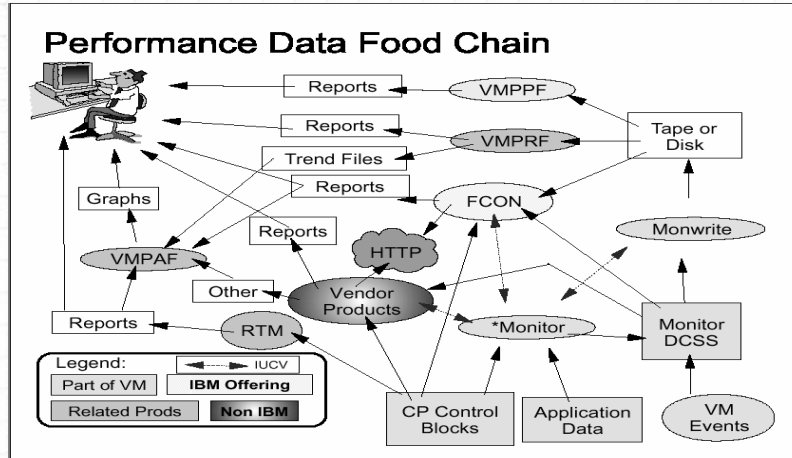 Performance Data Food Chain
Reports
VMPPF
Reports
VMPRF
Tape or
Disk
Trend Files
Reports
FCON
Graphs
Reports
HTTP
Monwrite
VMPAF
Other
Vendor
Products
Reports
RTM
*Monitor
Monitor
DCSS
Legend:
IUCV
Part of VM
IBM Offering
Related Prods
Non IBM
CP Control
Blocks
Application
Data
VM
Events